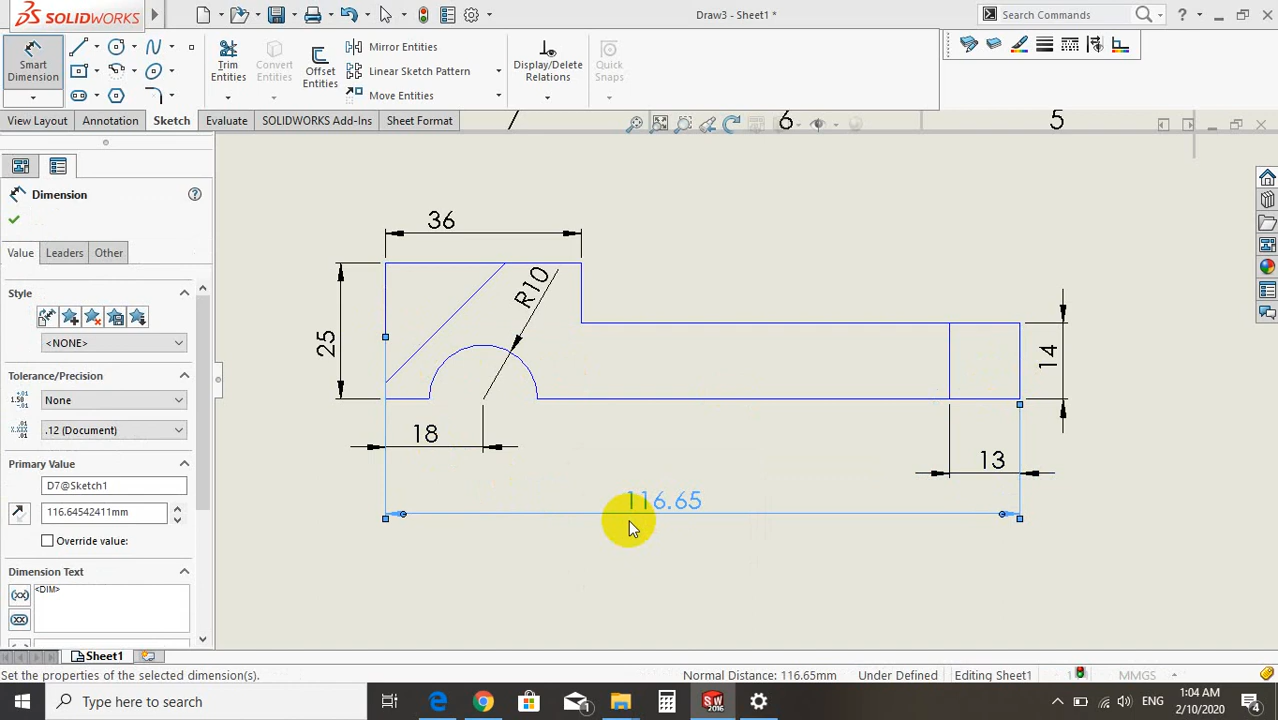 SOLIDWORKS
Draw3 - Sheet1 *
Search Commands
?
Smart Dimension
Trim Entities
Convert Entities
Offset Entities
Mirror Entities
Linear Sketch Pattern
Move Entities
Display/Delete Relations
Quick Snaps
View Layout
Annotation
Sketch
Evaluate
SOLIDWORKS Add-Ins
Sheet Format
7
6
5
Dimension
?
Value
Leaders
Other
Style
<NONE>
Tolerance/Precision
None
.12 (Document)
Primary Value
D7@Sketch1
116.64542411mm
Override value:
Dimension Text
<DIM>
36
R10
25
14
18
13
116.65
Sheet1
Set the properties of the selected dimension(s).
Normal Distance: 116.65mm
Under Defined
Editing Sheet1
MMGS
Type here to search
SW
2016
ENG
1:04 AM
2/10/2020